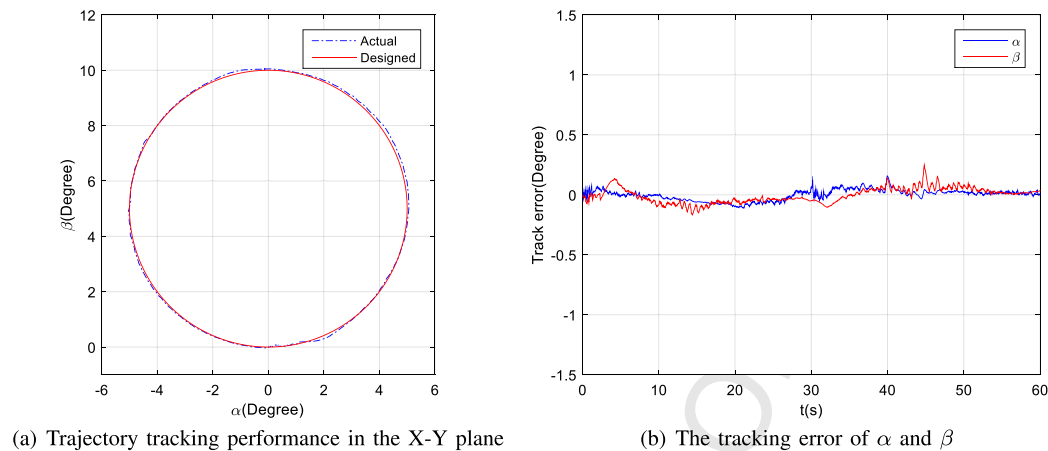 12
10
8
6
4
2
0
-6 -4 -2 0 2 4 6
β(Degree)
α(Degree)
Actual
Designed
(a) Trajectory tracking performance in the X-Y plane
1.5
1
0.5
0
-0.5
-1
-1.5
0 10 20 30 40 50 60
Track error(Degree)
t(s)
α
β
(b) The tracking error of α and β